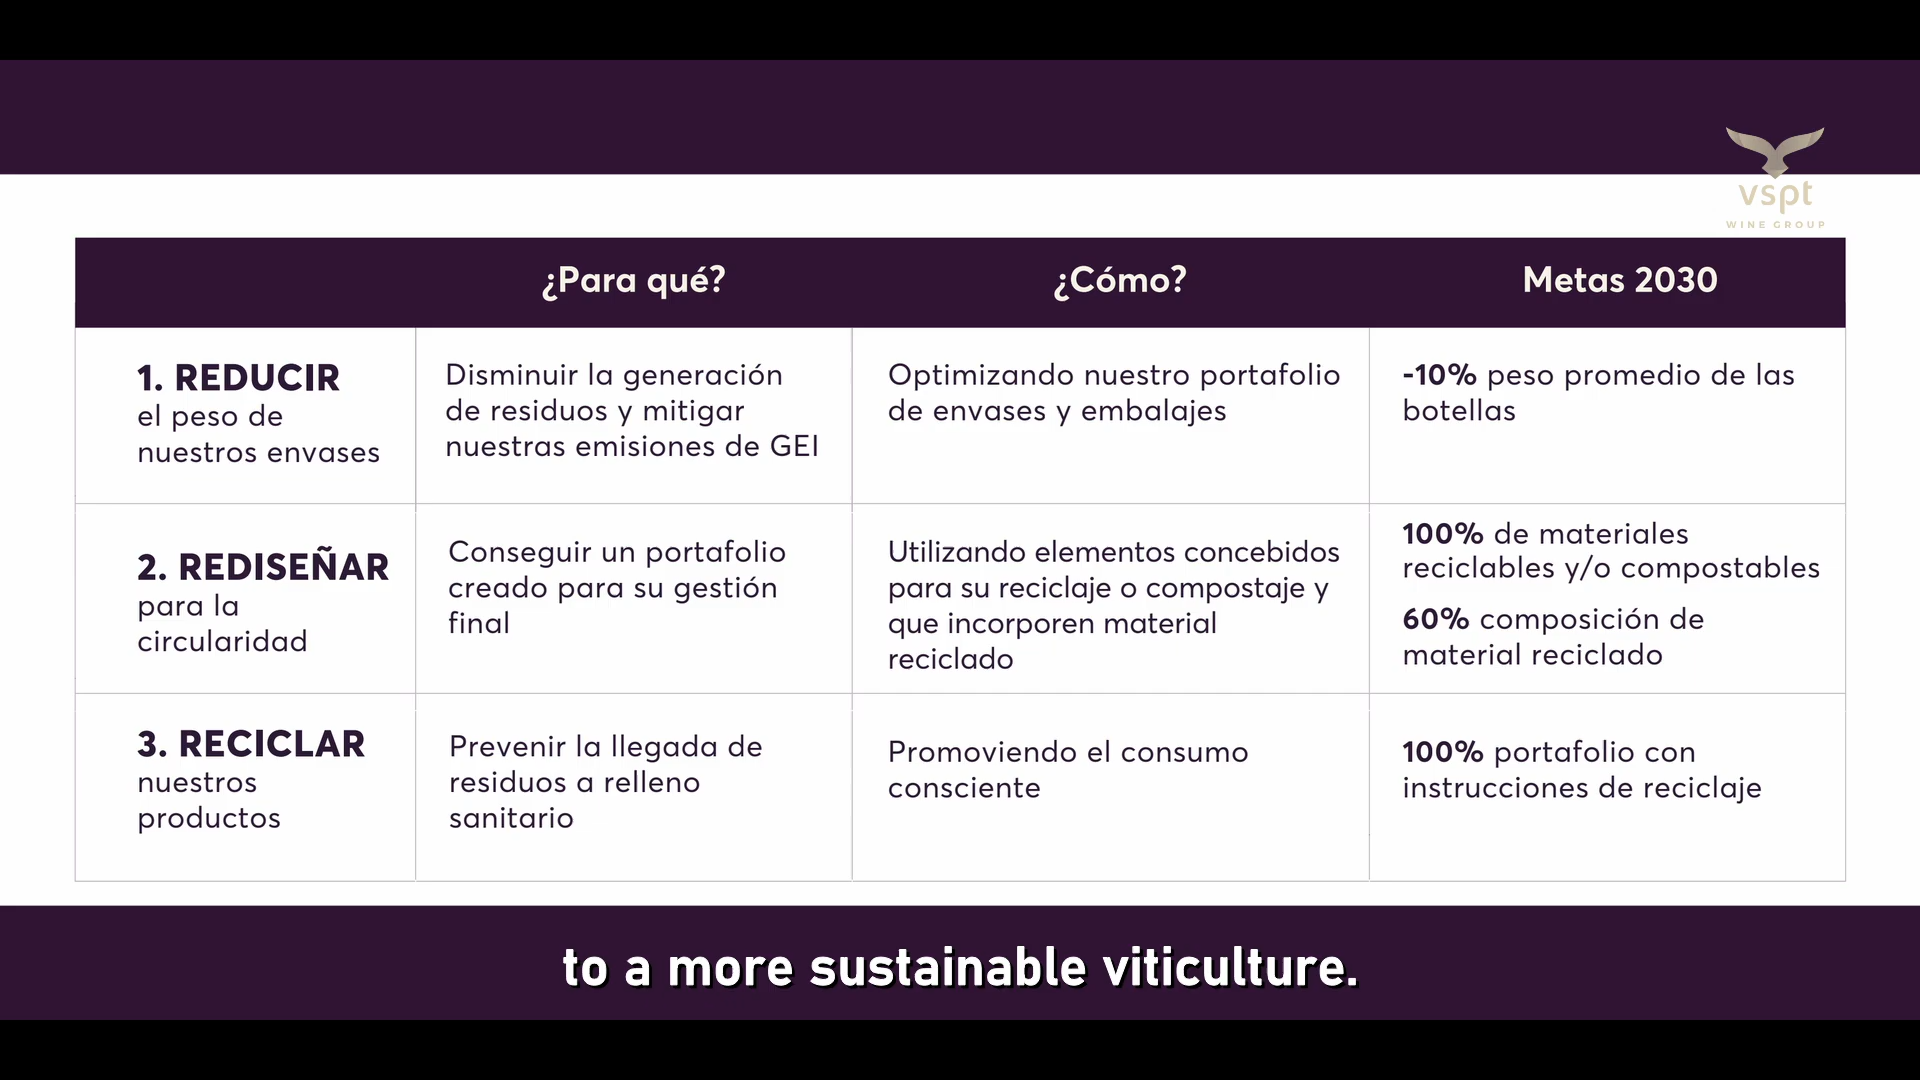 vspt
WINE GROUP
¿Para qué?
¿Cómo?
Metas 2030
1. REDUCIR
el peso de
nuestros envases
Disminuir la generación
de residuos y mitigar
nuestras emisiones de GEI
Optimizando nuestro portafolio
de envases y embalajes
-10% peso promedio de las
botellas
2. REDISEÑAR
para la
circularidad
Conseguir un portafolio
creado para su gestión
final
Utilizando elementos concebidos
para su reciclaje o compostaje y
que incorporen material
reciclado
100% de materiales
reciclables y/o compostables
60% composición de
material reciclado
3. RECICLAR
nuestros
productos
Prevenir la llegada de
residuos a relleno
sanitario
Promoviendo el consumo
consciente
100% portafolio con
instrucciones de reciclaje
to a more sustainable viticulture.